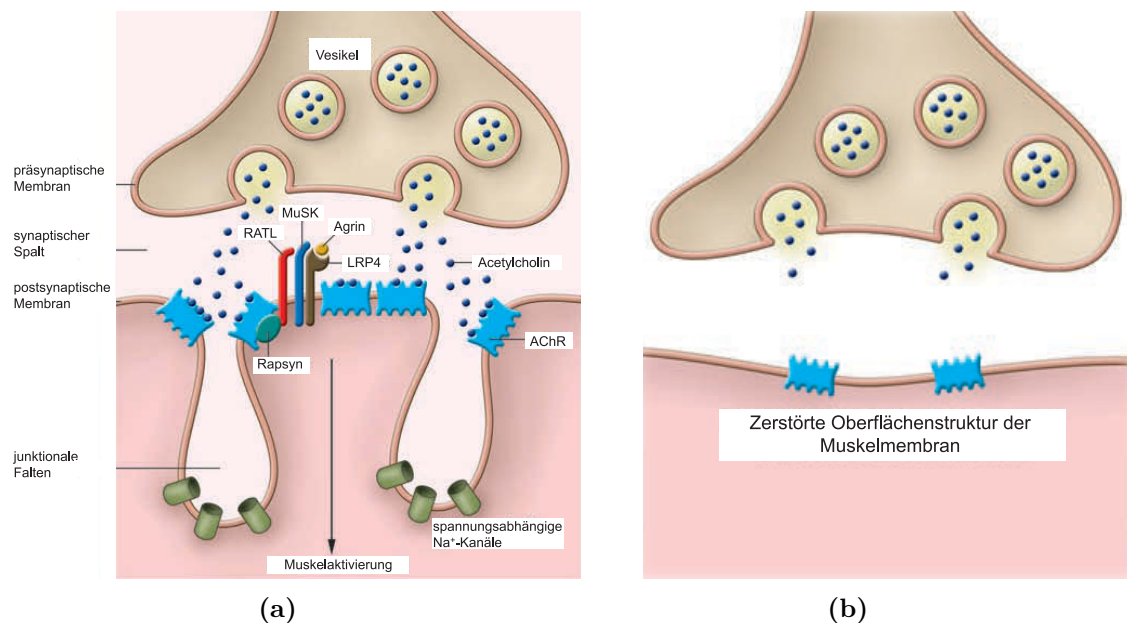 Vesikel
präsynaptische
Membran
MuSK
Agrin
RATL
synaptischer
Spalt
LRP4
Acetylcholin
postsynaptische
Membran
AChR
Rapsyn
Zerstörte Oberflächenstruktur der
Muskelmembran
junktionale
Falten
spannungsabhängige
Na⁺-Kanäle
Muskelaktivierung
(a)
(b)